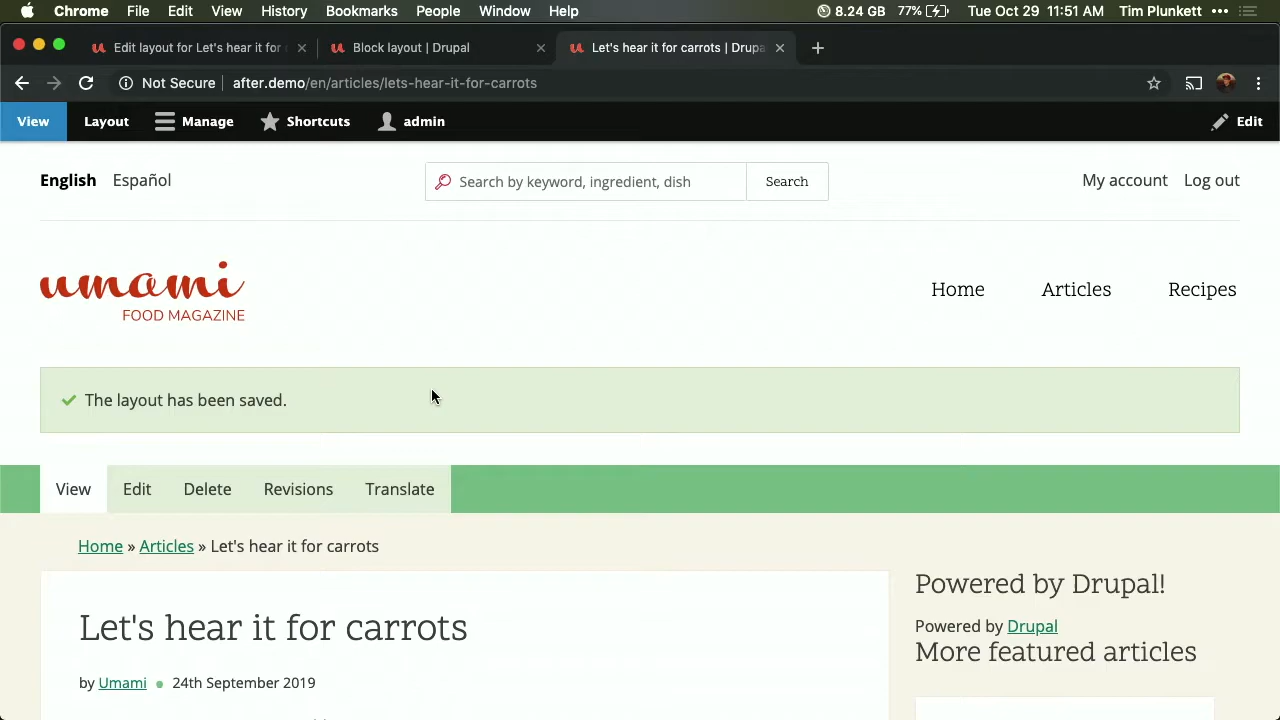 Chrome File Edit View History Bookmarks People Window Help 8.24 GB 77% Tue Oct 29 11:51 AM Tim Plunkett
Edit layout for Let's hear it for Block layout | Drupal Let's hear it for carrots | Drupa
Not Secure after.demo/en/articles/lets-hear-it-for-carrots
View Layout Manage Shortcuts admin Edit
English Español Search by keyword, ingredient, dish Search My account Log out
umami
FOOD MAGAZINE
Home Articles Recipes
The layout has been saved.
View Edit Delete Revisions Translate
Home » Articles » Let's hear it for carrots
Let's hear it for carrots
by Umami 24th September 2019
Powered by Drupal!
Powered by Drupal
More featured articles